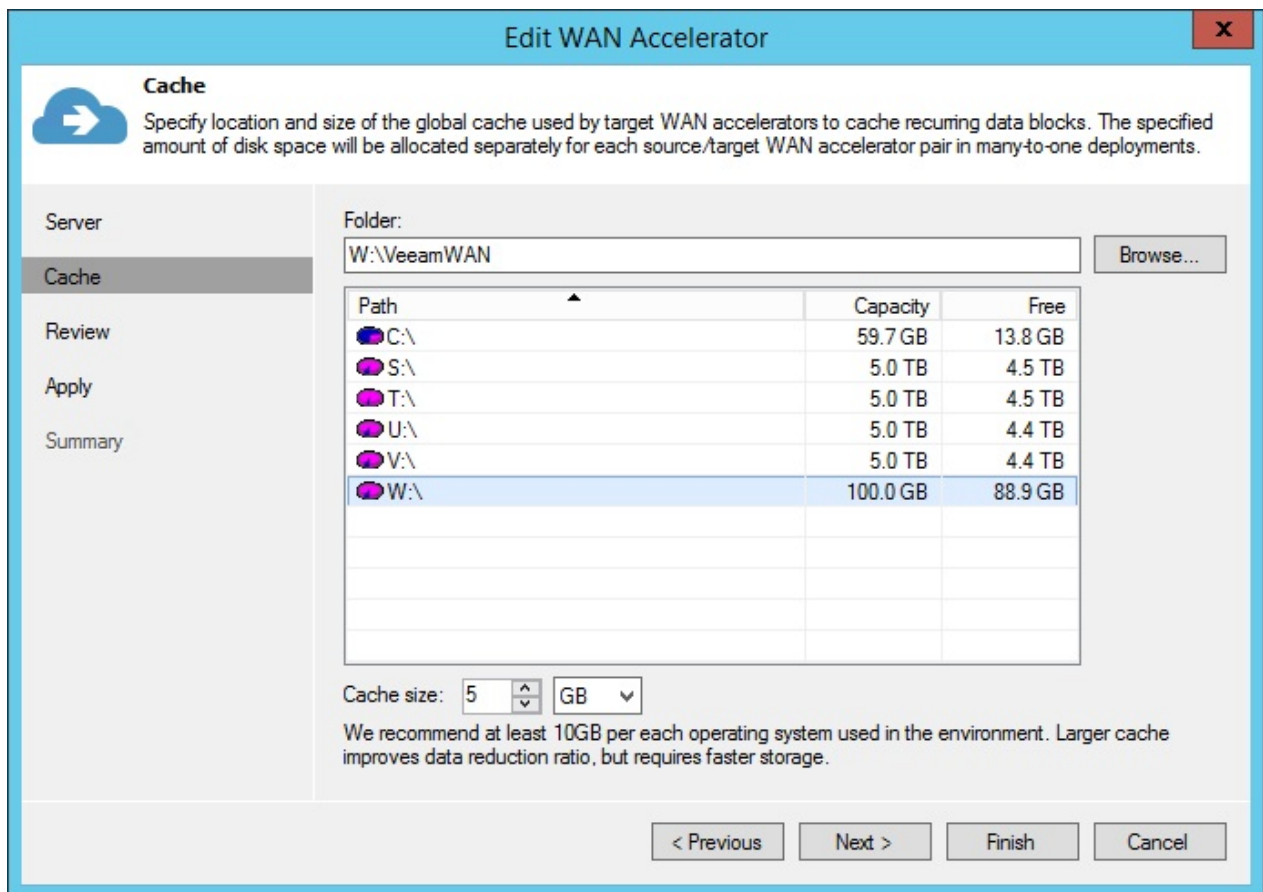 Edit WAN Accelerator
x
Cache
Specify location and size of the global cache used by target WAN accelerators to cache recurring data blocks. The specified
amount of disk space will be allocated separately for each source/target WAN accelerator pair in many-to-one deployments.
Server
Cache
Review
Apply
Summary
Folder:
W:\VeeamWAN
Browse...
Path Capacity Free
C:\ 59.7 GB 13.8 GB
S:\ 5.0 TB 4.5 TB
T:\ 5.0 TB 4.5 TB
U:\ 5.0 TB 4.4 TB
V:\ 5.0 TB 4.4 TB
W:\ 100.0 GB 88.9 GB
Cache size: 5 GB
We recommend at least 10GB per each operating system used in the environment. Larger cache
improves data reduction ratio, but requires faster storage.
< Previous Next > Finish Cancel